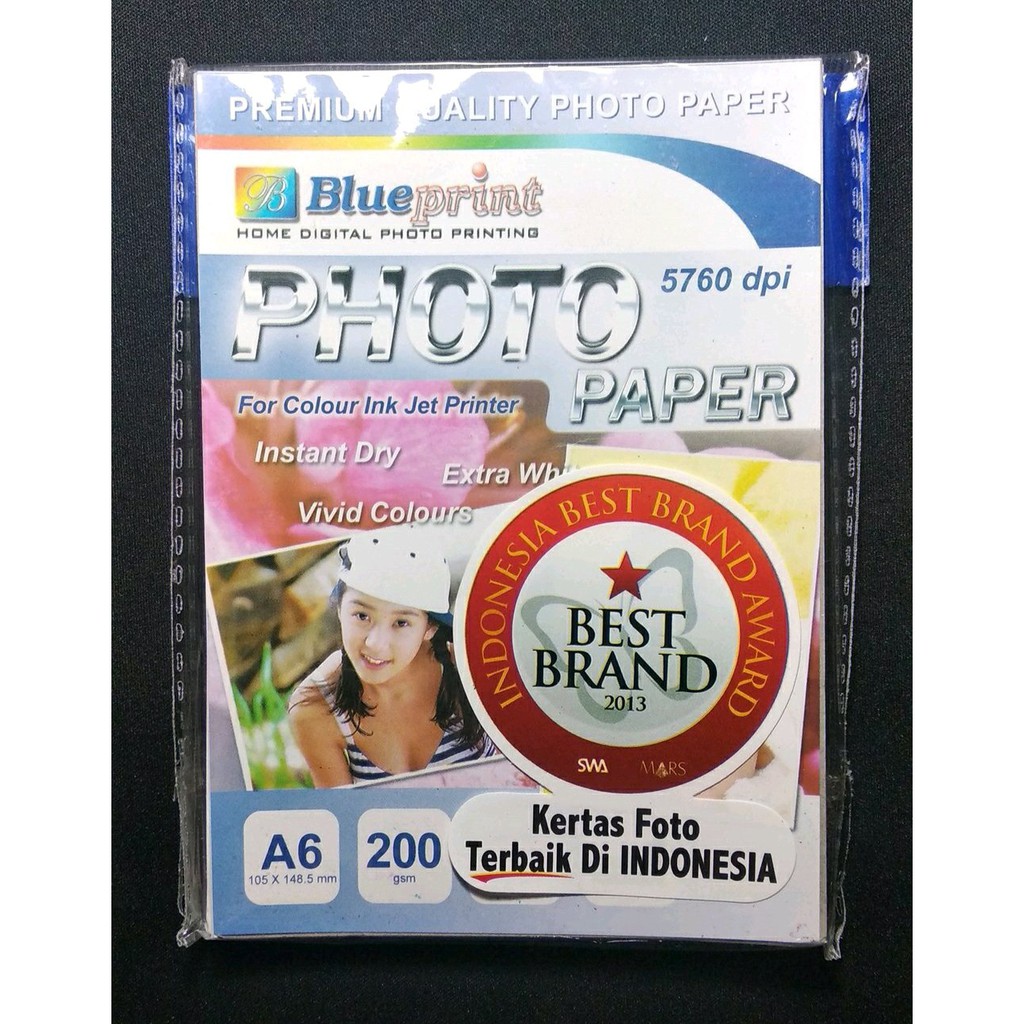 PREMIUM QUALITY PHOTO PAPER
B Blueprint
HOME DIGITAL PHOTO PRINTING
PHOTO
5760 dpi
PAPER
For Colour Ink Jet Printer
Instant Dry
Extra Whi
Vivid Colours
INDONESIA BEST BRAND AWARD
BEST
BRAND
2013
SWA MARS
A6
105 X 148.5 mm
200
gsm
Kertas Foto
Terbaik Di INDONESIA